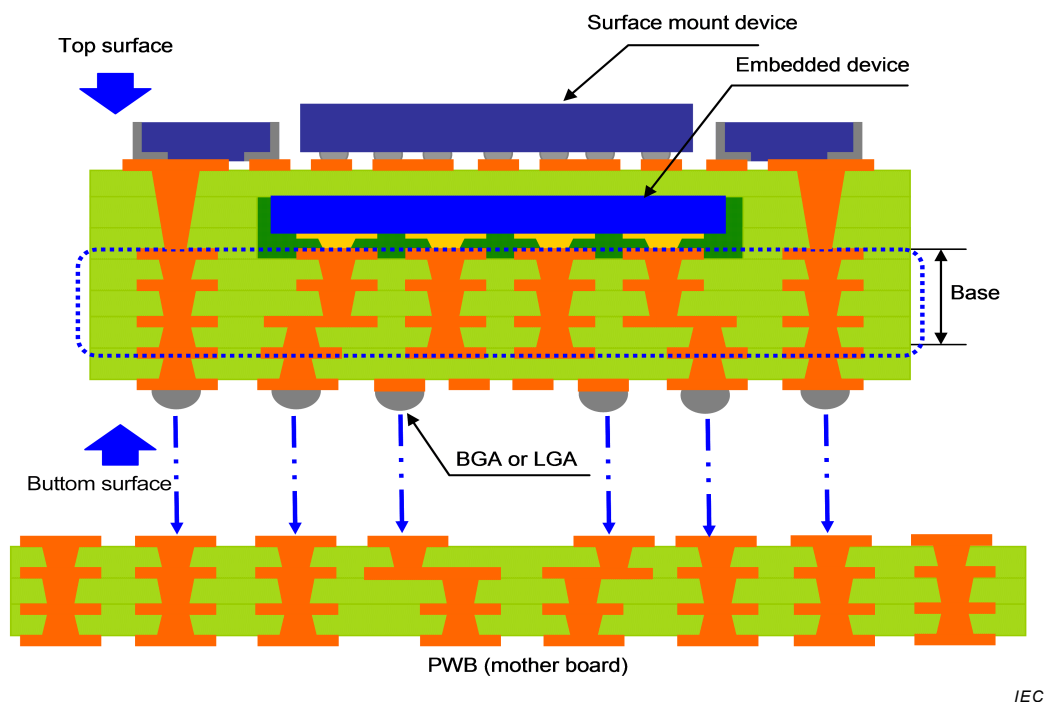 Surface mount device
Top surface
Embedded device
Base
BGA or LGA
Buttom surface
PWB (mother board)
IEC